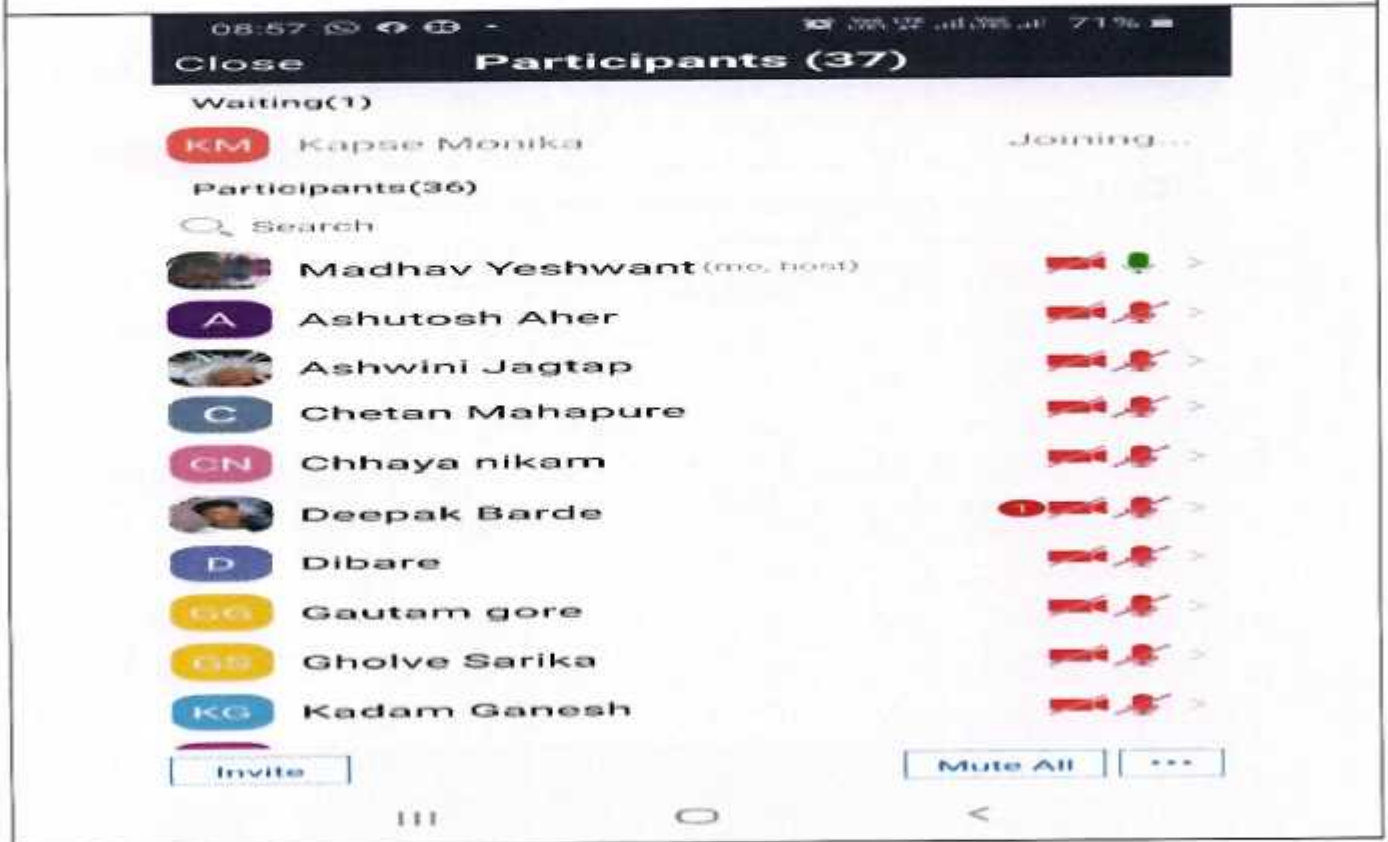 08:57 71%
Close Participants (37)
Waiting(1)
KM Kapse Monika Joining...
Participants(36)
Search
Madhav Yeshwant (me, host)
A Ashutosh Aher
Ashwini Jagtap
C Chetan Mahapure
CN Chhaya nikam
Deepak Barde 1
D Dibare
GG Gautam gore
GS Gholve Sarika
KG Kadam Ganesh
Invite Mute All